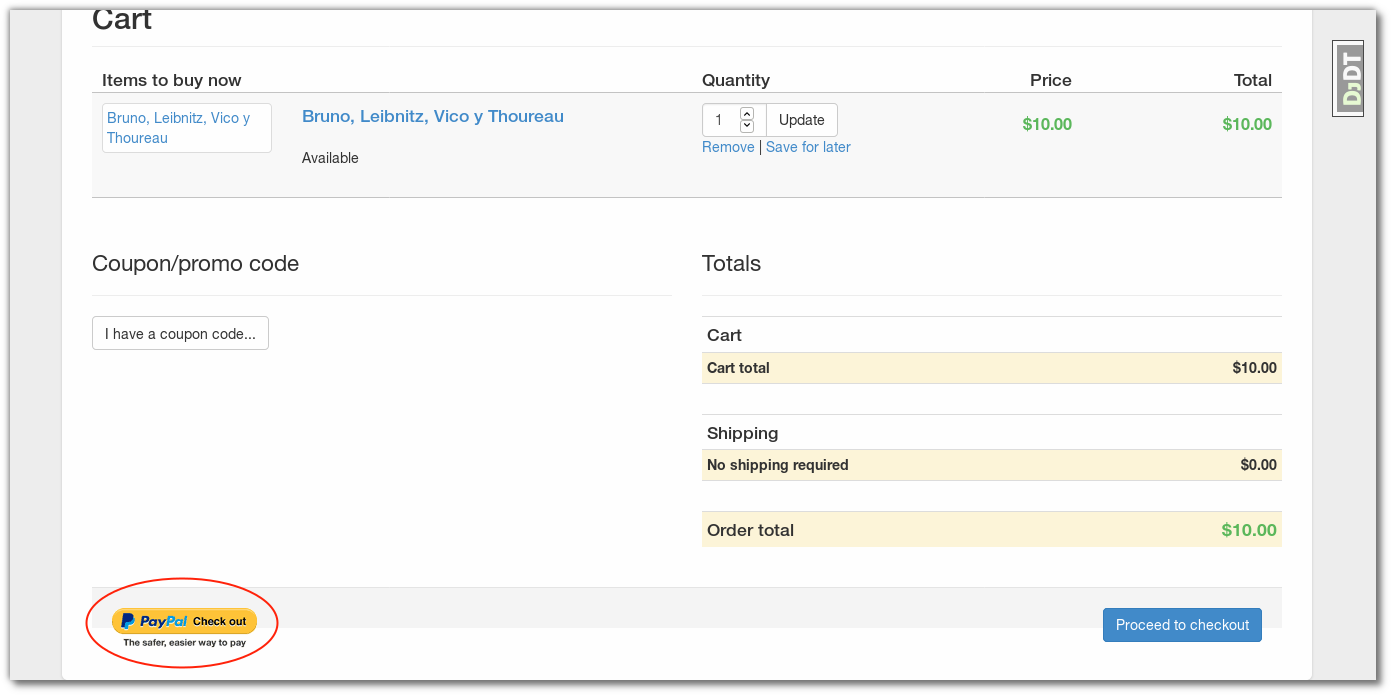 Cart
Items to buy now Quantity Price Total
Bruno, Leibnitz, Vico y
Thoureau
Bruno, Leibnitz, Vico y Thoureau
Available
1 Update
Remove | Save for later
$10.00
$10.00
Coupon/promo code
I have a coupon code...
Totals
Cart
Cart total $10.00
Shipping
No shipping required $0.00
Order total $10.00
PayPal Check out
The safer, easier way to pay
Proceed to checkout
DjDT